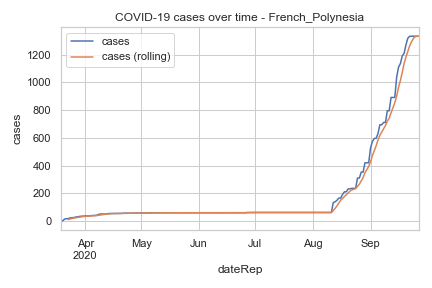 COVID-19 cases over time - French_Polynesia
cases
cases (rolling)
1200
1000
800
600
400
200
0
cases
Apr
2020
May
Jun
Jul
Aug
Sep
dateRep